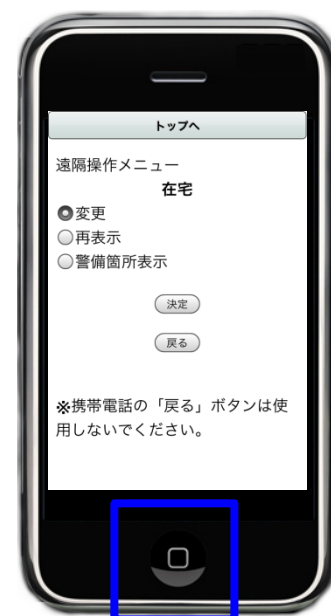 トップへ
遠隔操作メニュー
在宅
変更
再表示
警備箇所表示
決定
戻る
※携帯電話の「戻る」ボタンは使
用しないでください。